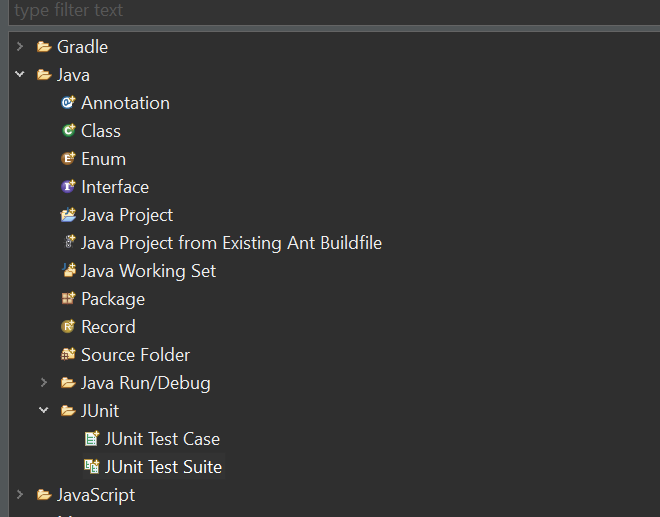 type filter text
Gradle
Java
Annotation
Class
Enum
Interface
Java Project
Java Project from Existing Ant Buildfile
Java Working Set
Package
Record
Source Folder
Java Run/Debug
JUnit
JUnit Test Case
JUnit Test Suite
JavaScript